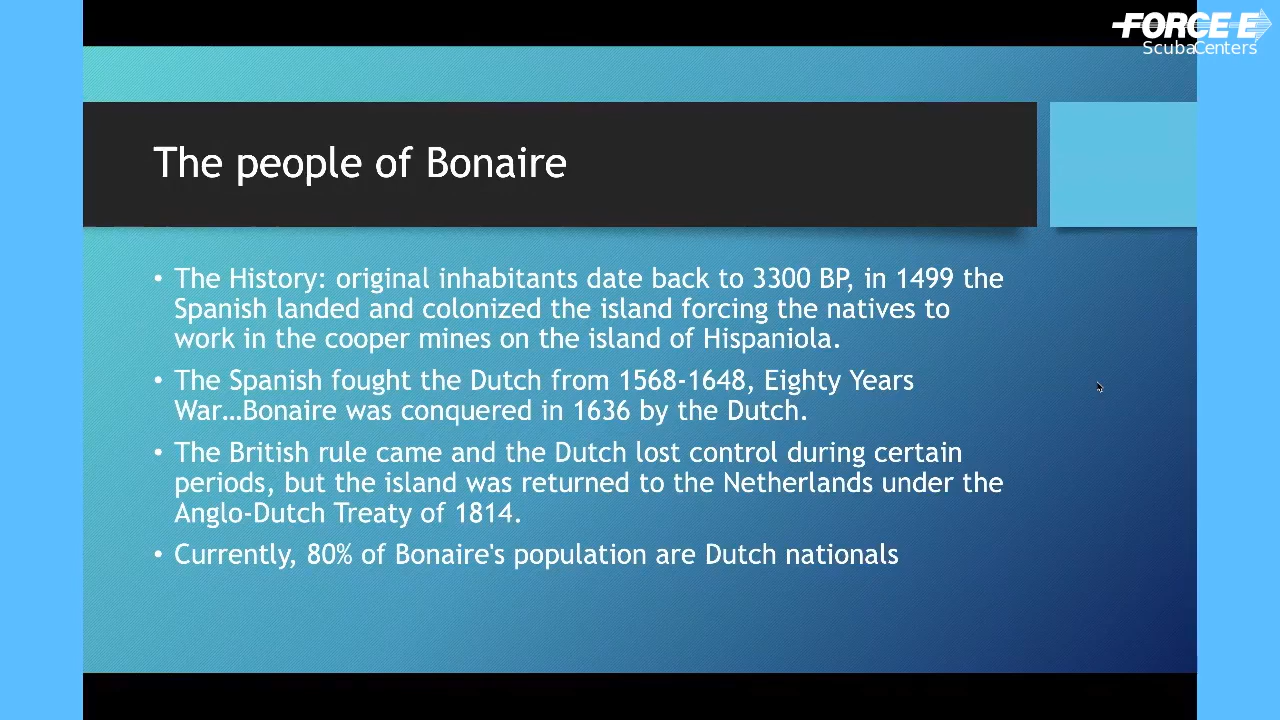 FORCE-E
ScubaCenters
The people of Bonaire
• The History: original inhabitants date back to 3300 BP, in 1499 the
Spanish landed and colonized the island forcing the natives to
work in the cooper mines on the island of Hispaniola.
• The Spanish fought the Dutch from 1568-1648, Eighty Years
War…Bonaire was conquered in 1636 by the Dutch.
• The British rule came and the Dutch lost control during certain
periods, but the island was returned to the Netherlands under the
Anglo-Dutch Treaty of 1814.
• Currently, 80% of Bonaire's population are Dutch nationals